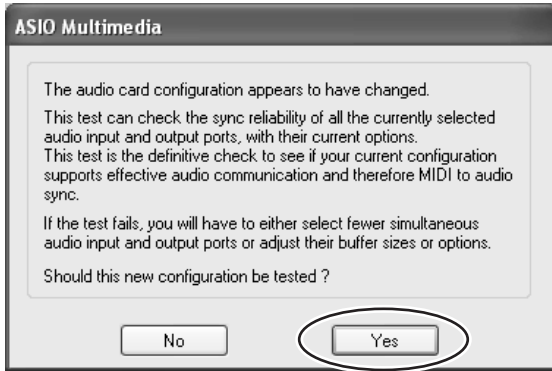 ASIO Multimedia
The audio card configuration appears to have changed.
This test can check the sync reliability of all the currently selected
audio input and output ports, with their current options.
This test is the definitive check to see if your current configuration
supports effective audio communication and therefore MIDI to audio
sync.
If the test fails, you will have to either select fewer simultaneous
audio input and output ports or adjust their buffer sizes or options.
Should this new configuration be tested ?
No
Yes